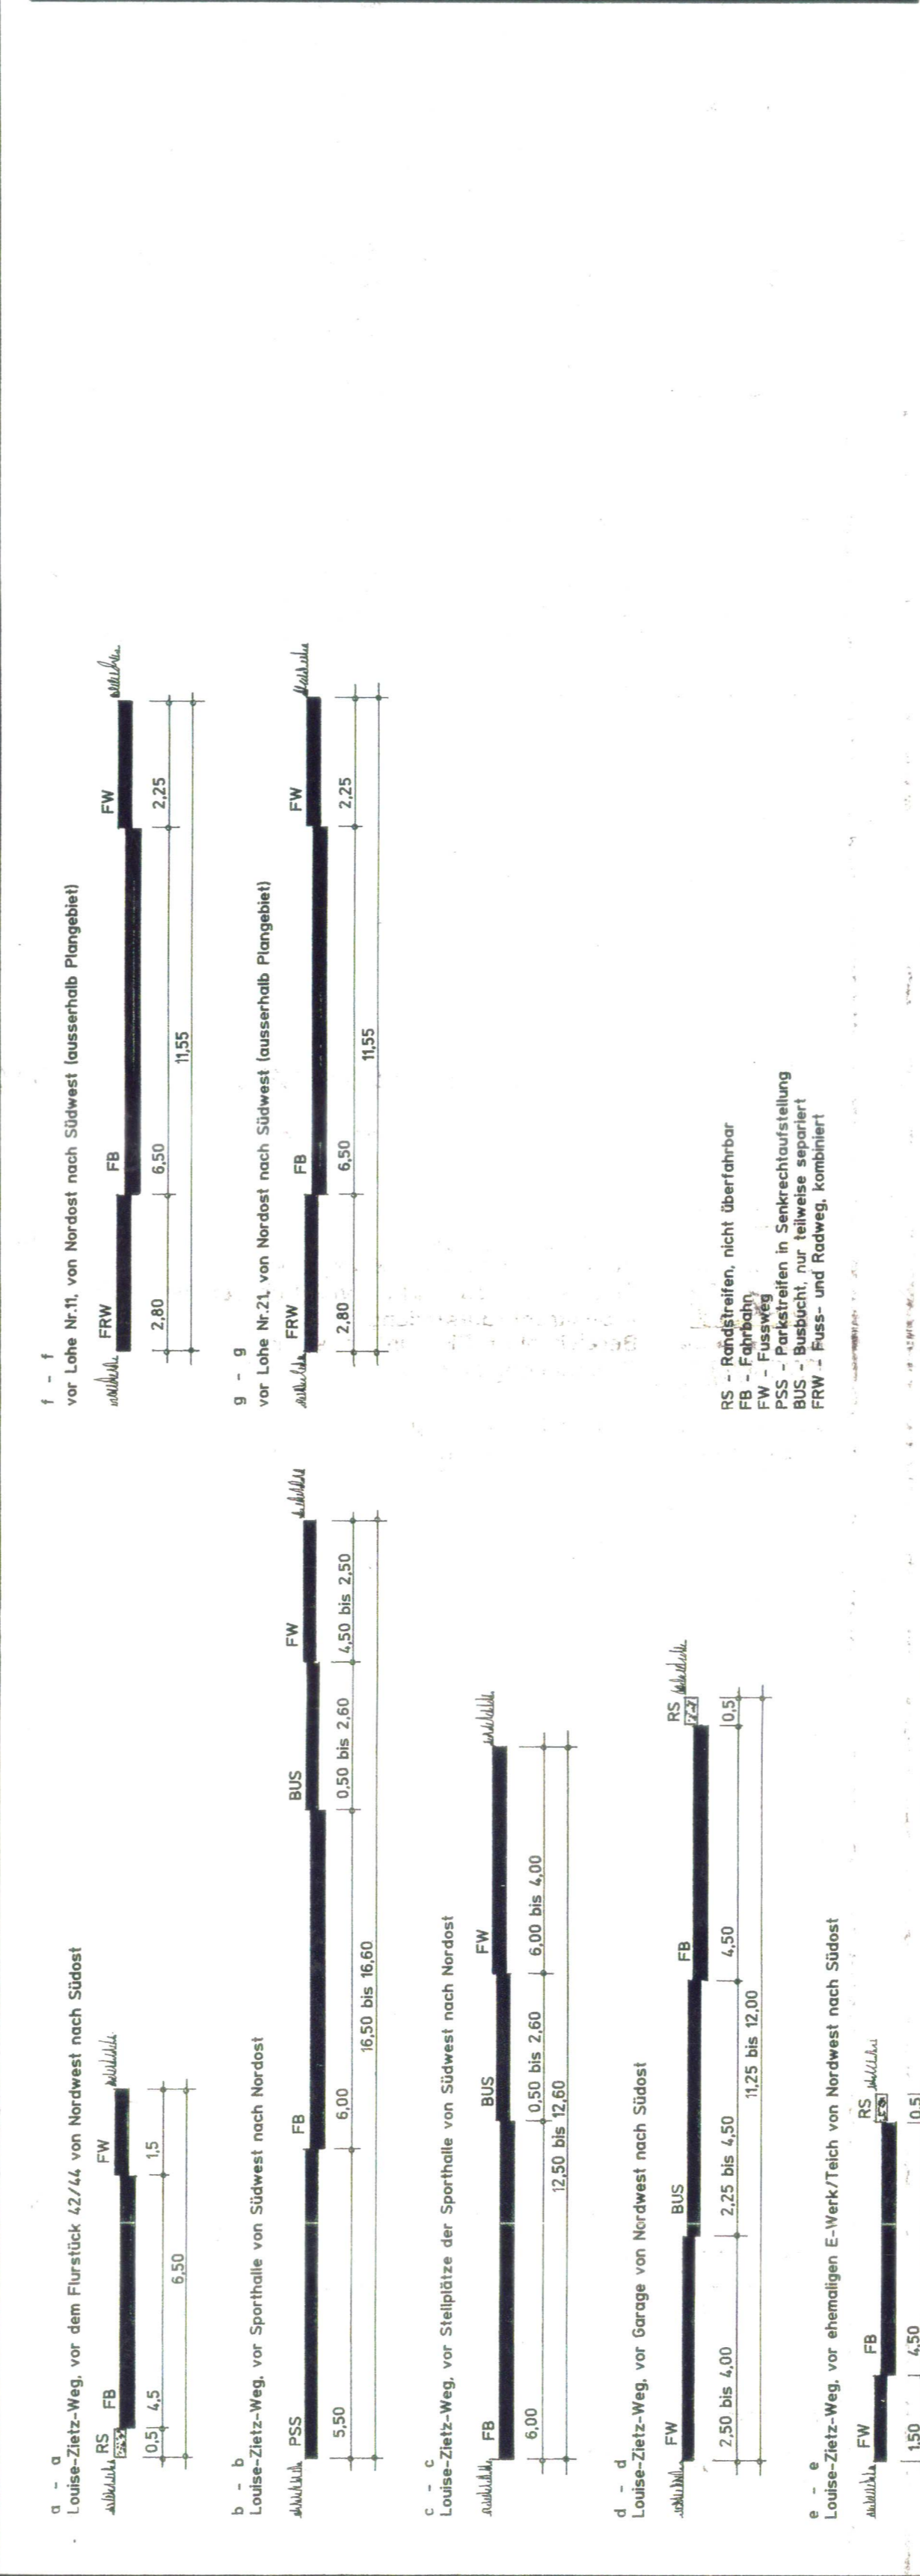 a - a
Louise-Zietz-Weg, vor dem Flurstück 42/44 von Nordwest nach Südost
RS FB FW
0,5 4,5 1,5
6,50
b - b
Louise-Zietz-Weg, vor Sporthalle von Südwest nach Nordost
PSS FB BUS FW
5,50 6,00 0,50 bis 2,60 4,50 bis 2,50
16,50 bis 16,60
c - c
Louise-Zietz-Weg, vor Stellplätze der Sporthalle von Südwest nach Nordost
FB BUS FW
6,00 0,50 bis 2,60 6,00 bis 4,00
12,50 bis 12,60
d - d
Louise-Zietz-Weg, vor Garage von Nordwest nach Südost
FW BUS FB RS
2,50 bis 4,00 2,25 bis 4,50 4,50 0,5
11,25 bis 12,00
e - e
Louise-Zietz-Weg, vor ehemaligen E-Werk/Teich von Nordwest nach Südost
FW FB RS
1.50 4.50 0.5
f - f
vor Lohe Nr.11, von Nordost nach Südwest (ausserhalb Plangebiet)
FRW FB FW
2,80 6,50 2,25
11,55
g - g
vor Lohe Nr.21, von Nordost nach Südwest (ausserhalb Plangebiet)
FRW FB FW
2,80 6,50 2,25
11,55
RS - Randstreifen, nicht überfahrbar
FB - Fahrbahn
FW - Fussweg
PSS - Parkstreifen in Senkrechtaufstellung
BUS - Busbucht, nur teilweise separiert
FRW - Fuss- und Radweg, kombiniert